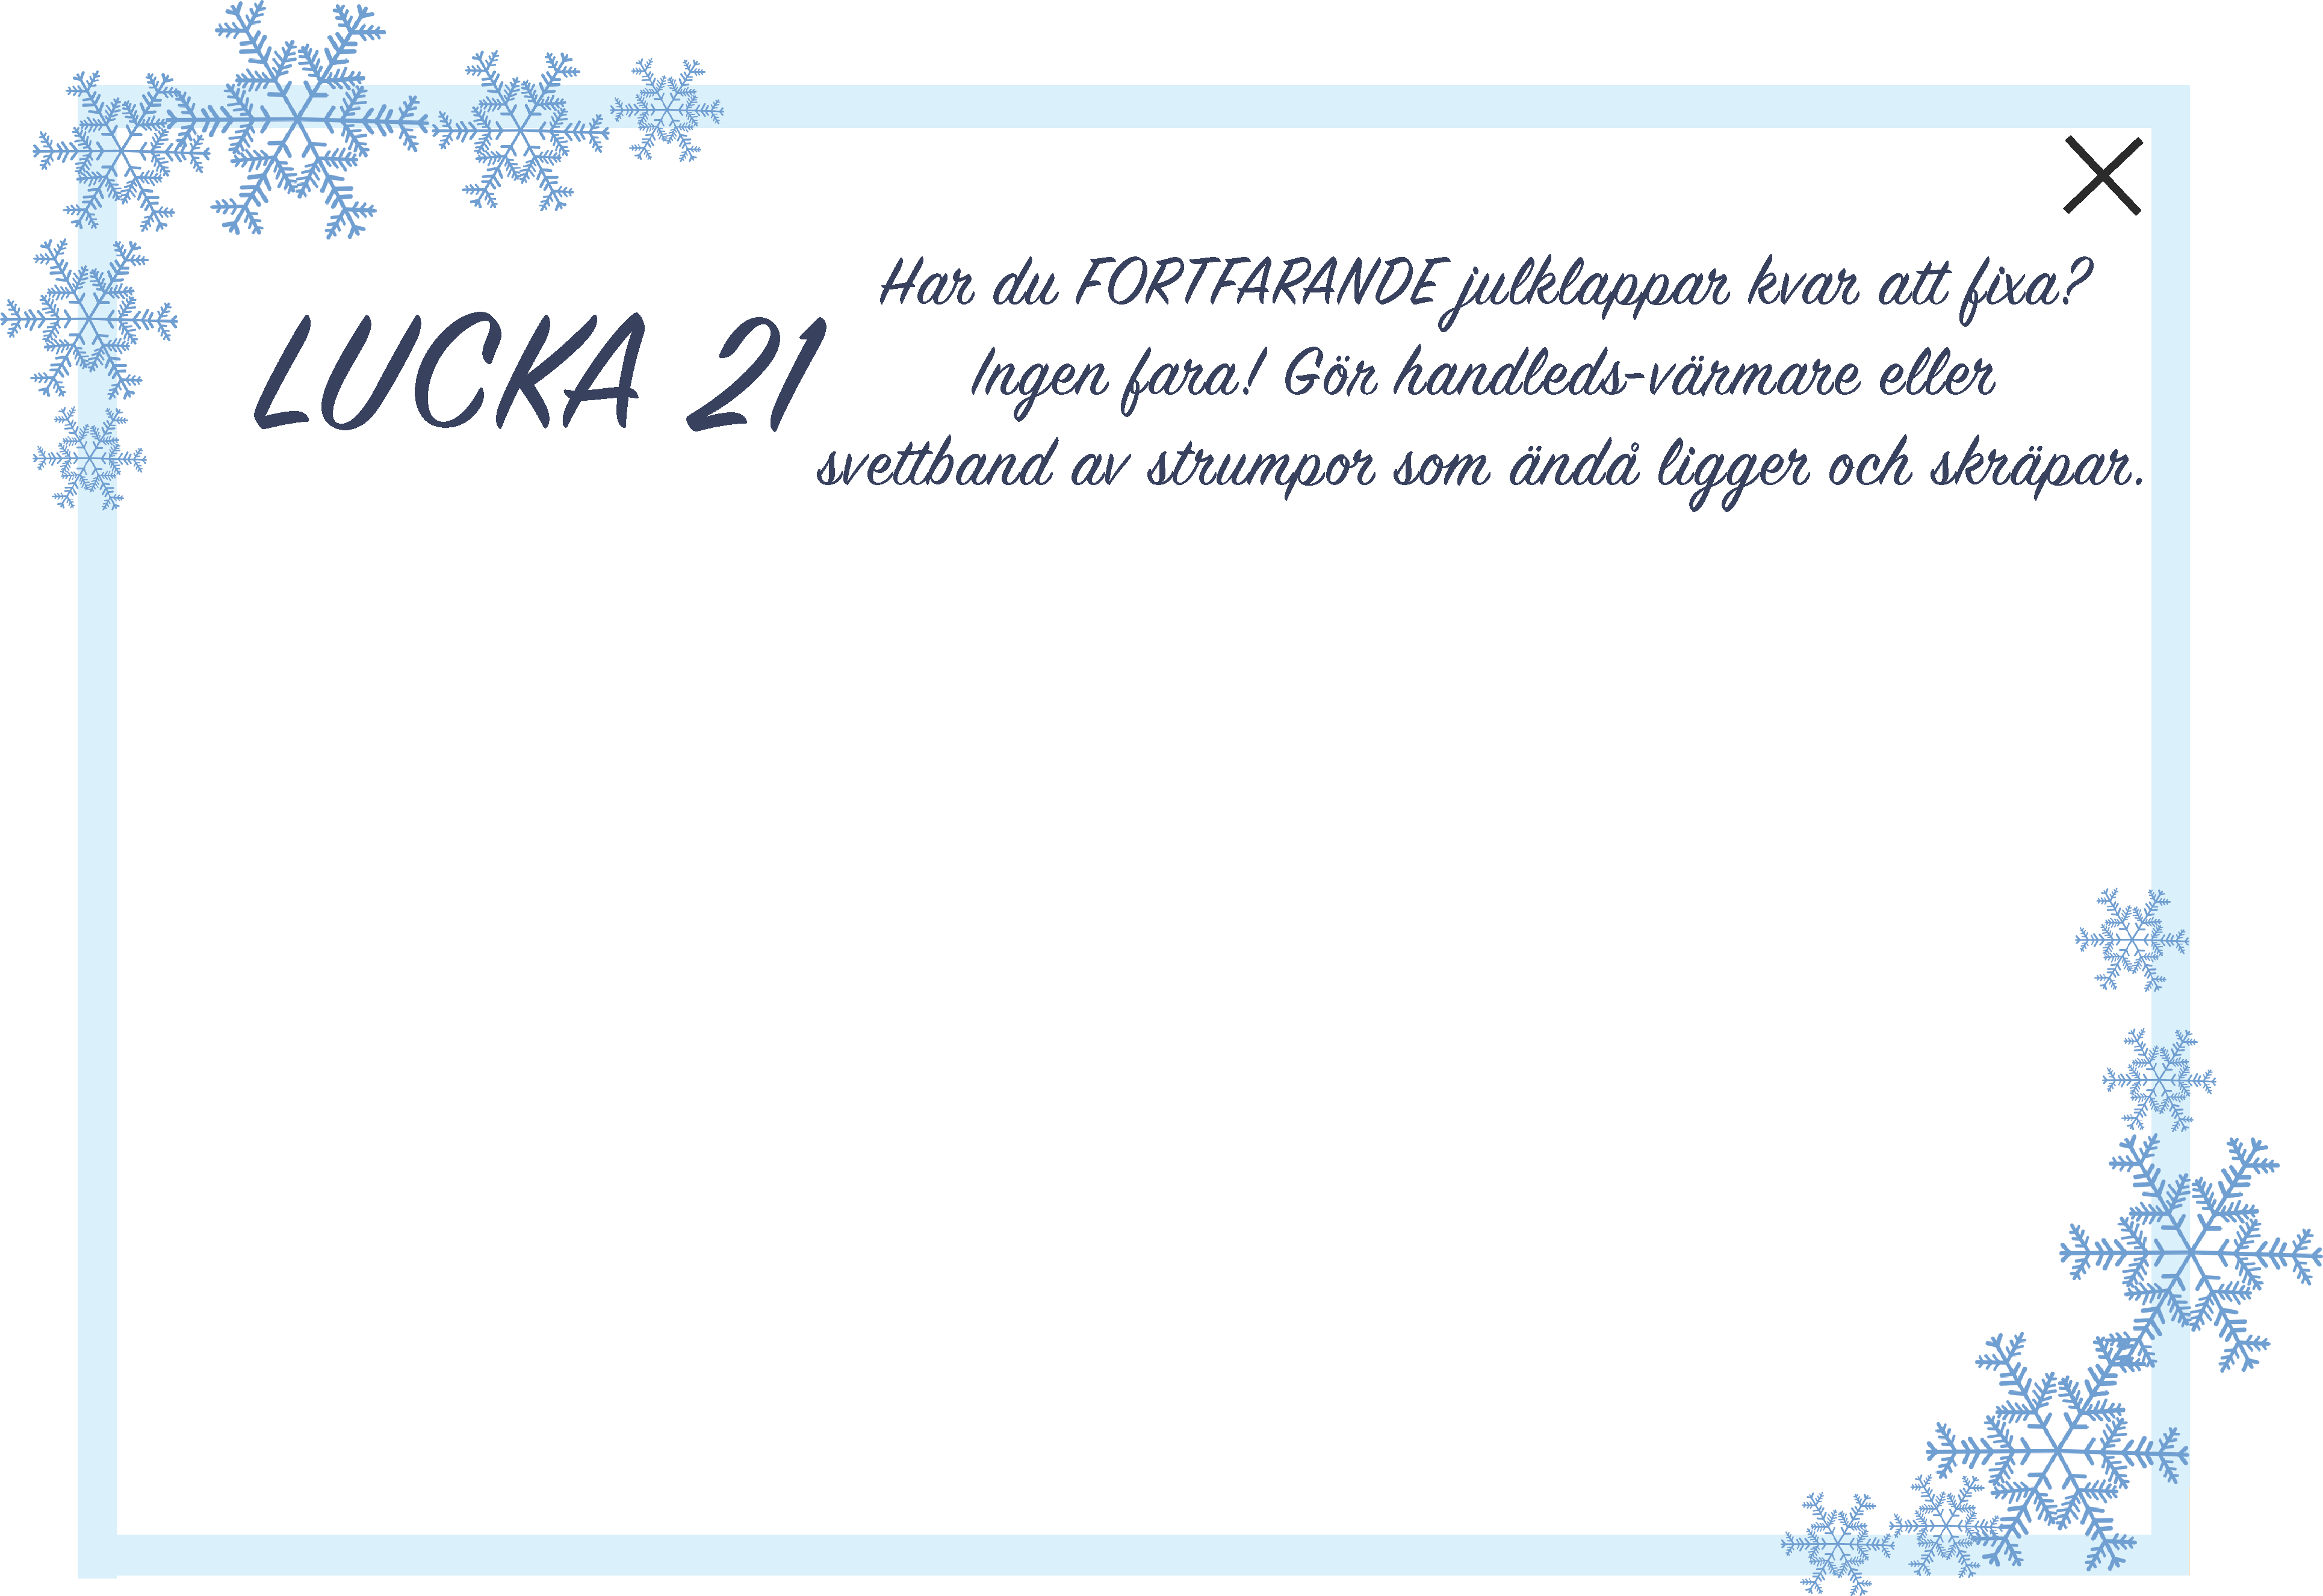 LUCKA 21
Har du FORTFARANDE julklappar kvar att fixa?
Ingen fara! Gör handleds-värmare eller
svettband av strumpor som ändå ligger och skräpar.